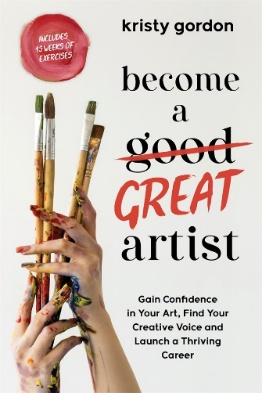 kristy gordon
INCLUDES
15 WEEKS OF
EXERCISES
become
a
good
GREAT
artist
Gain Confidence
in Your Art, Find Your
Creative Voice and
Launch a Thriving
Career